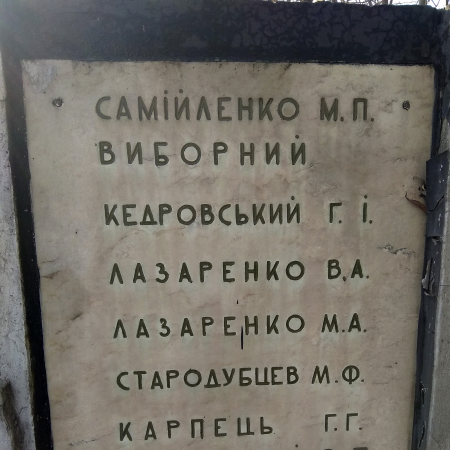 САМІЙЛЕНКО М.П.
ВИБОРНИЙ
КЕДРОВСЬКИЙ Г. І.
ЛАЗАРЕНКО В.А.
ЛАЗАРЕНКО М.А.
СТАРОДУБЦЕВ М.Ф.
КАРПЕЦЬ Г.Г.